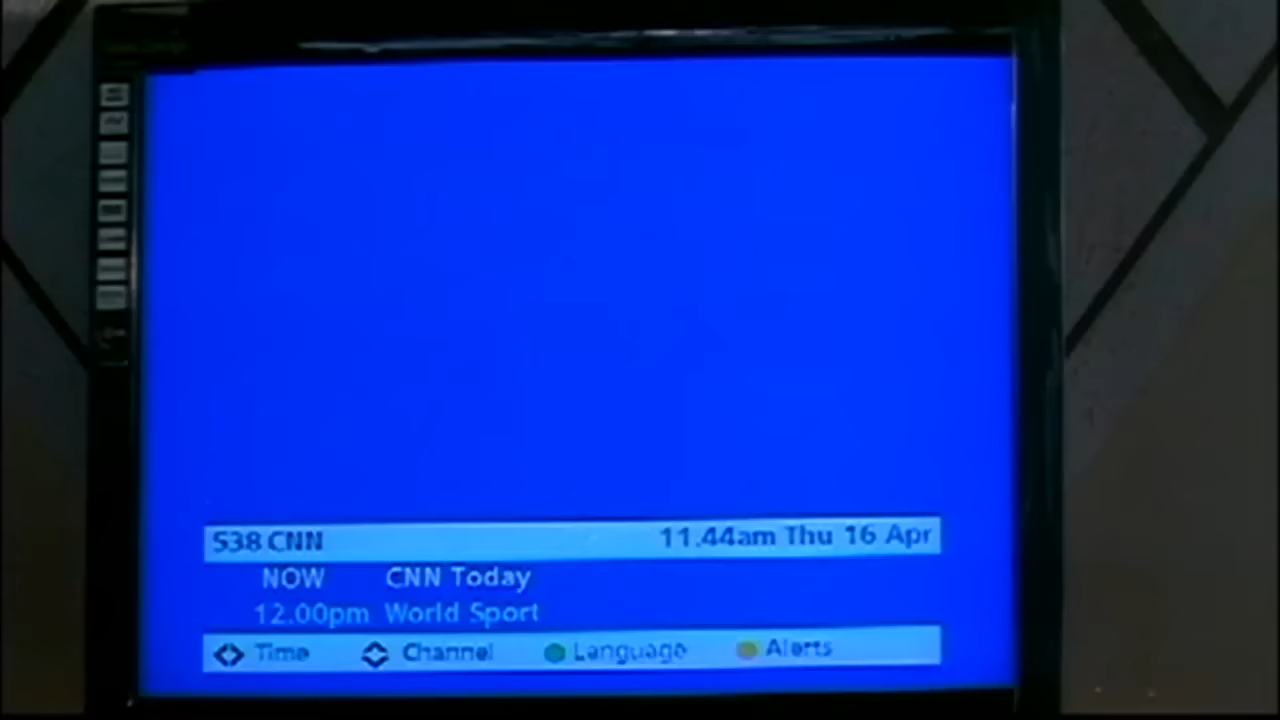 538 CNN 11.44am Thu 16 Apr
NOW CNN Today
12.00pm World Sport
Time Channel Language Alerts